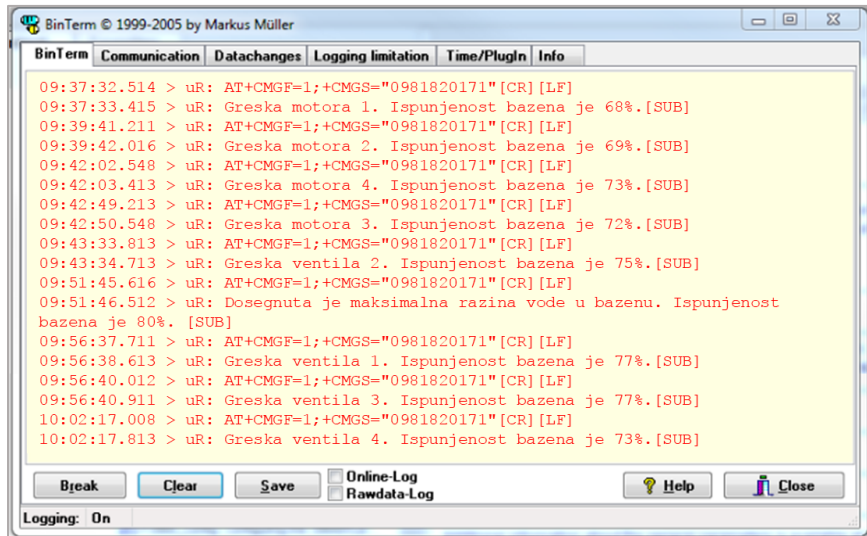 BinTerm © 1999-2005 by Markus Müller
BinTerm Communication Datachanges Logging limitation Time/PlugIn Info
09:37:32.514 > uR: AT+CMGF=1;+CMGS="0981820171"[CR][LF]
09:37:33.415 > uR: Greska motora 1. Ispunjenost bazena je 68%.[SUB]
09:39:41.211 > uR: AT+CMGF=1;+CMGS="0981820171"[CR][LF]
09:39:42.016 > uR: Greska motora 2. Ispunjenost bazena je 69%.[SUB]
09:42:02.548 > uR: AT+CMGF=1;+CMGS="0981820171"[CR][LF]
09:42:03.413 > uR: Greska motora 4. Ispunjenost bazena je 73%.[SUB]
09:42:49.213 > uR: AT+CMGF=1;+CMGS="0981820171"[CR][LF]
09:42:50.548 > uR: Greska motora 3. Ispunjenost bazena je 72%.[SUB]
09:43:33.813 > uR: AT+CMGF=1;+CMGS="0981820171"[CR][LF]
09:43:34.713 > uR: Greska ventila 2. Ispunjenost bazena je 75%.[SUB]
09:51:45.616 > uR: AT+CMGF=1;+CMGS="0981820171"[CR][LF]
09:51:46.512 > uR: Dosegnuta je maksimalna razina vode u bazenu. Ispunjenost
bazena je 80%. [SUB]
09:56:37.711 > uR: AT+CMGF=1;+CMGS="0981820171"[CR][LF]
09:56:38.613 > uR: Greska ventila 1. Ispunjenost bazena je 77%.[SUB]
09:56:40.012 > uR: AT+CMGF=1;+CMGS="0981820171"[CR][LF]
09:56:40.911 > uR: Greska ventila 3. Ispunjenost bazena je 77%.[SUB]
10:02:17.008 > uR: AT+CMGF=1;+CMGS="0981820171"[CR][LF]
10:02:17.813 > uR: Greska ventila 4. Ispunjenost bazena je 73%.[SUB]
Break Clear Save Online-Log Help Close
Rawdata-Log
Logging: On